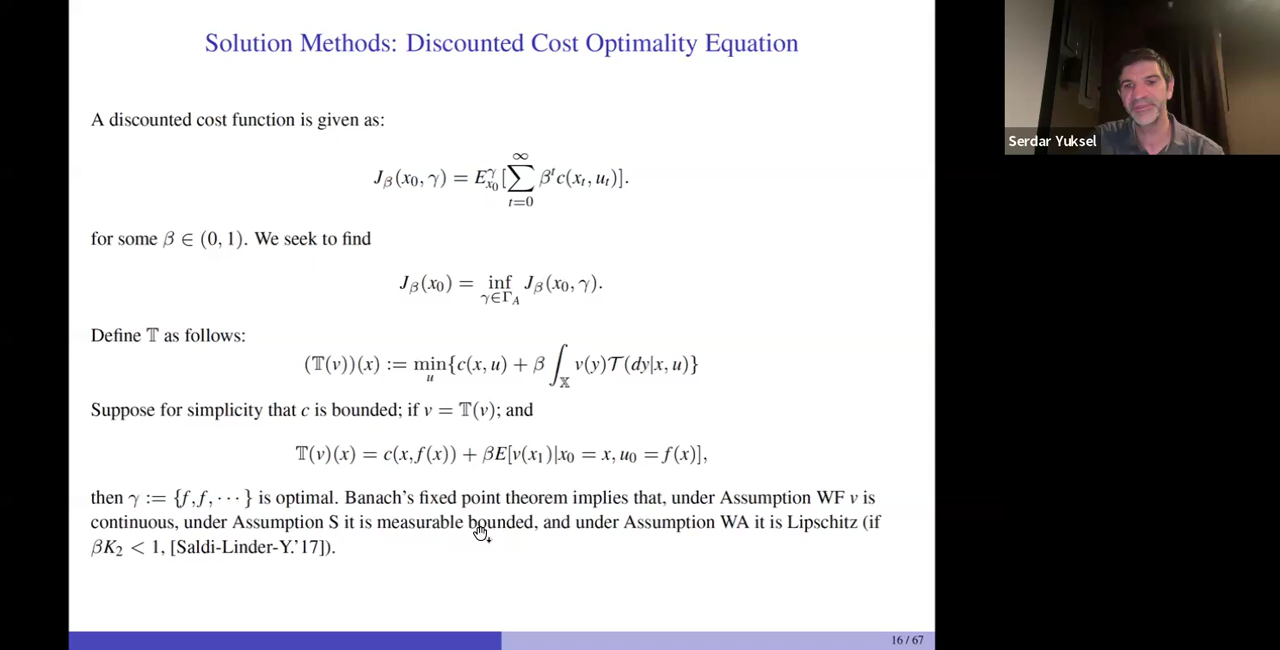 Solution Methods: Discounted Cost Optimality Equation
A discounted cost function is given as:
J_β(x_0, γ) = E^γ_{x_0}[∑_{t=0}^{∞} β^t c(x_t, u_t)].
for some β ∈ (0, 1). We seek to find
J_β(x_0) = inf_{γ∈Γ_A} J_β(x_0, γ).
Define 𝕋 as follows:
(𝕋(v))(x) := min_u{c(x, u) + β ∫_𝕏 v(y)𝒯(dy|x, u)}
Suppose for simplicity that c is bounded; if v = 𝕋(v); and
𝕋(v)(x) = c(x, f(x)) + βE[v(x_1)|x_0 = x, u_0 = f(x)],
then γ := {f, f, ⋯} is optimal. Banach's fixed point theorem implies that, under Assumption WF v is
continuous, under Assumption S it is measurable bounded, and under Assumption WA it is Lipschitz (if
βK_2 < 1, [Saldi-Linder-Y.'17]).
16 / 67
Serdar Yuksel